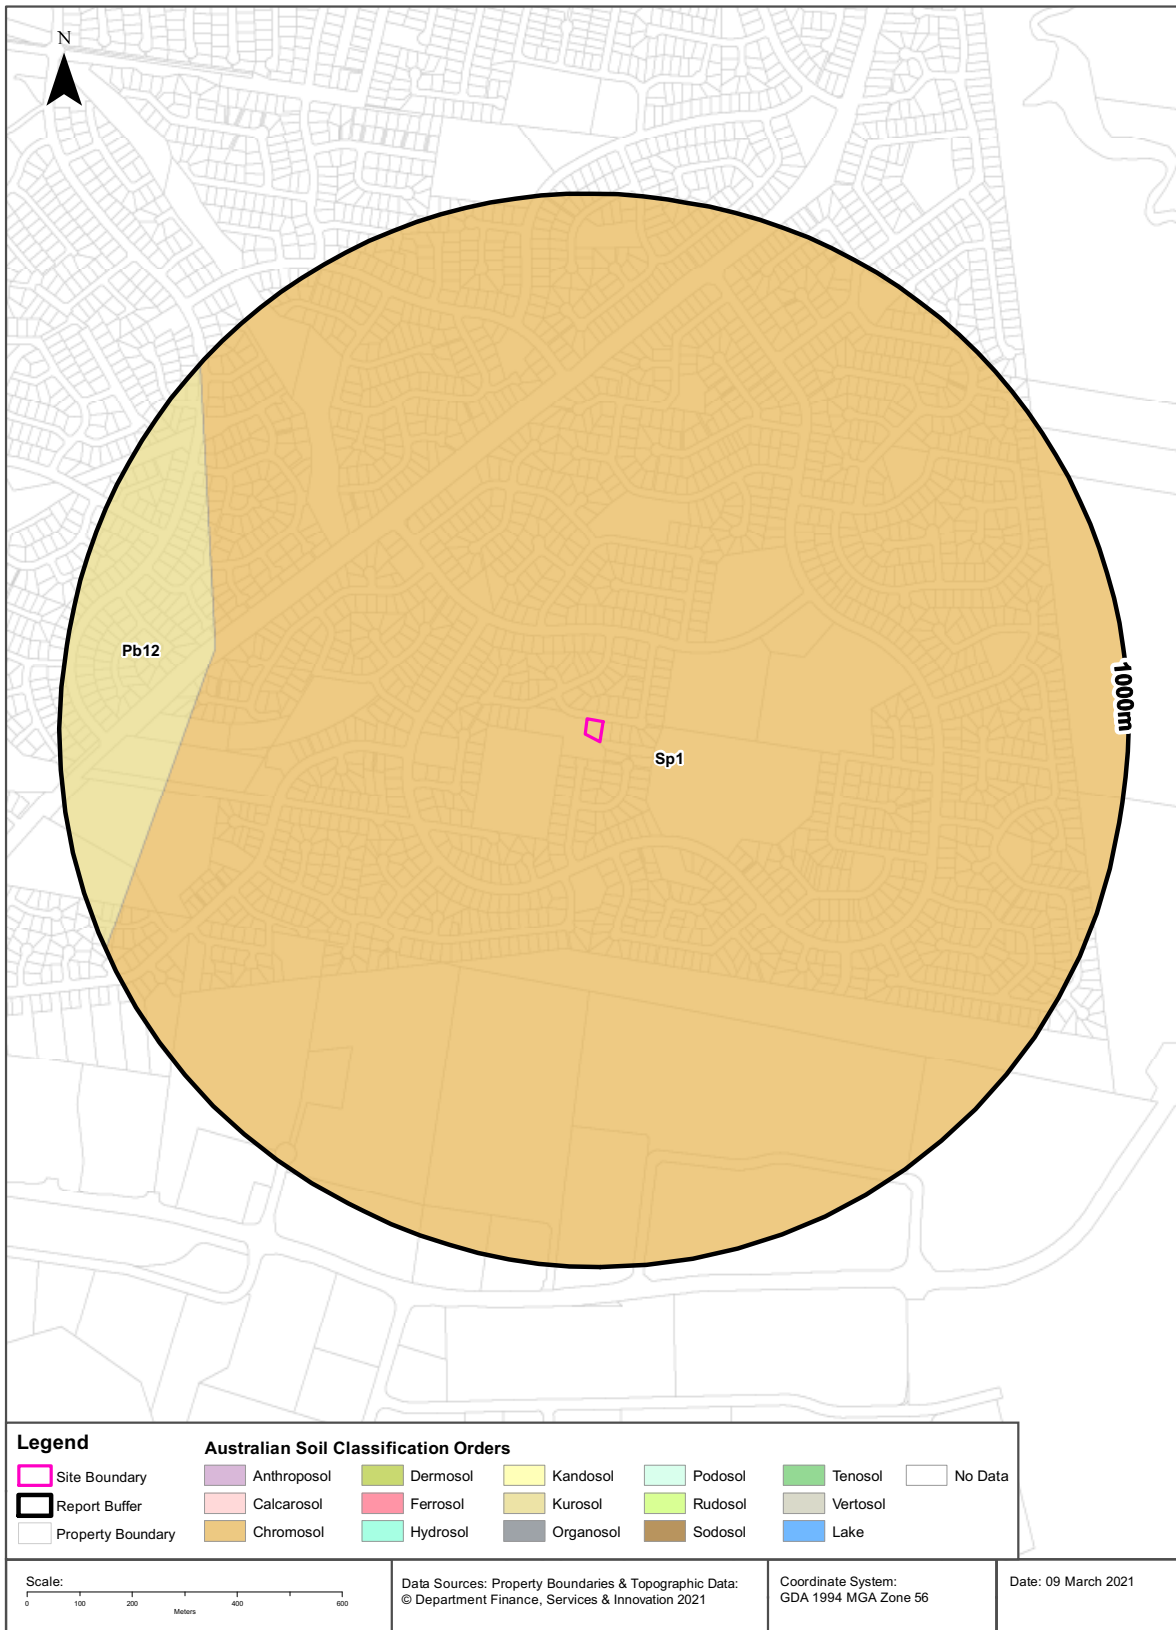 N
Pb12
1000m
Sp1
Legend
Site Boundary
Report Buffer
Property Boundary
Australian Soil Classification Orders
Anthroposol
Calcarosol
Chromosol
Dermosol
Ferrosol
Hydrosol
Kandosol
Kurosol
Organosol
Podosol
Rudosol
Sodosol
Tenosol
Vertosol
Lake
No Data
Scale:
0 100 200 400 600
Meters
Data Sources: Property Boundaries & Topographic Data:
© Department Finance, Services & Innovation 2021
Coordinate System:
GDA 1994 MGA Zone 56
Date: 09 March 2021